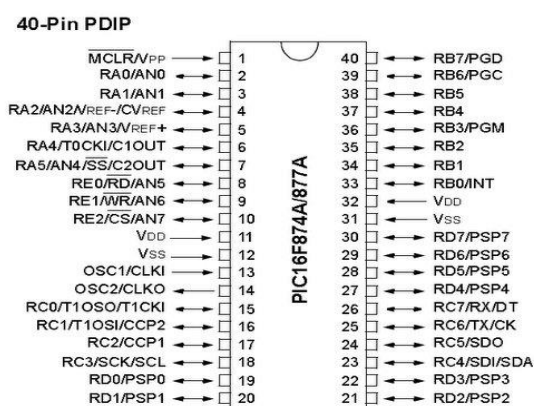 40-Pin PDIP
MCLR/VPP 1 40 RB7/PGD
RA0/AN0 2 39 RB6/PGC
RA1/AN1 3 38 RB5
RA2/AN2/VREF-/CVREF 4 37 RB4
RA3/AN3/VREF+ 5 36 RB3/PGM
RA4/T0CKI/C1OUT 6 35 RB2
RA5/AN4/SS/C2OUT 7 34 RB1
RE0/RD/AN5 8 33 RB0/INT
RE1/WR/AN6 9 32 VDD
RE2/CS/AN7 10 31 VSS
VDD 11 30 RD7/PSP7
VSS 12 29 RD6/PSP6
OSC1/CLKI 13 28 RD5/PSP5
OSC2/CLKO 14 27 RD4/PSP4
RC0/T1OSO/T1CKI 15 26 RC7/RX/DT
RC1/T1OSI/CCP2 16 25 RC6/TX/CK
RC2/CCP1 17 24 RC5/SDO
RC3/SCK/SCL 18 23 RC4/SDI/SDA
RD0/PSP0 19 22 RD3/PSP3
RD1/PSP1 20 21 RD2/PSP2
PIC16F874A/877A